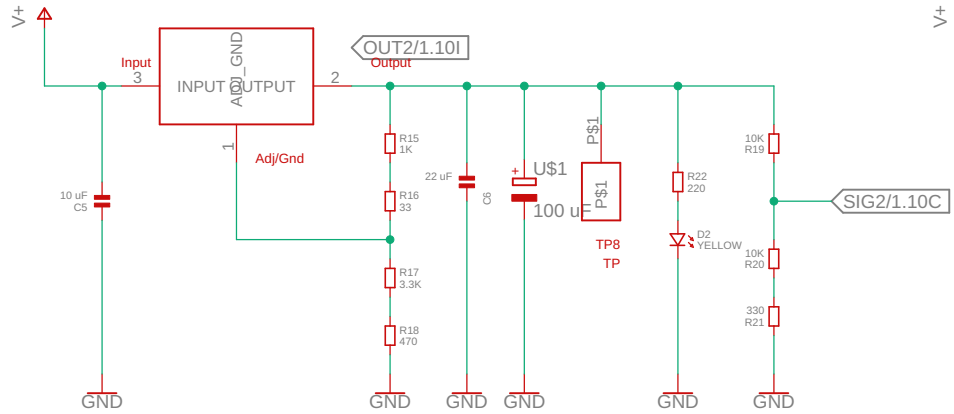 V+
V+
OUT2/1.10I
Input
Output
3
INPUT
OUTPUT
2
ADJ_GND
1
Adj/Gnd
10 uF
C5
R15
1K
R16
33
R17
3.3K
R18
470
22 uF
C6
+
U$1
100 uF
P$1
P$1
TP8
TP
R22
220
D2
YELLOW
10K
R19
SIG2/1.10C
10K
R20
330
R21
GND
GND
GND
GND
GND
GND